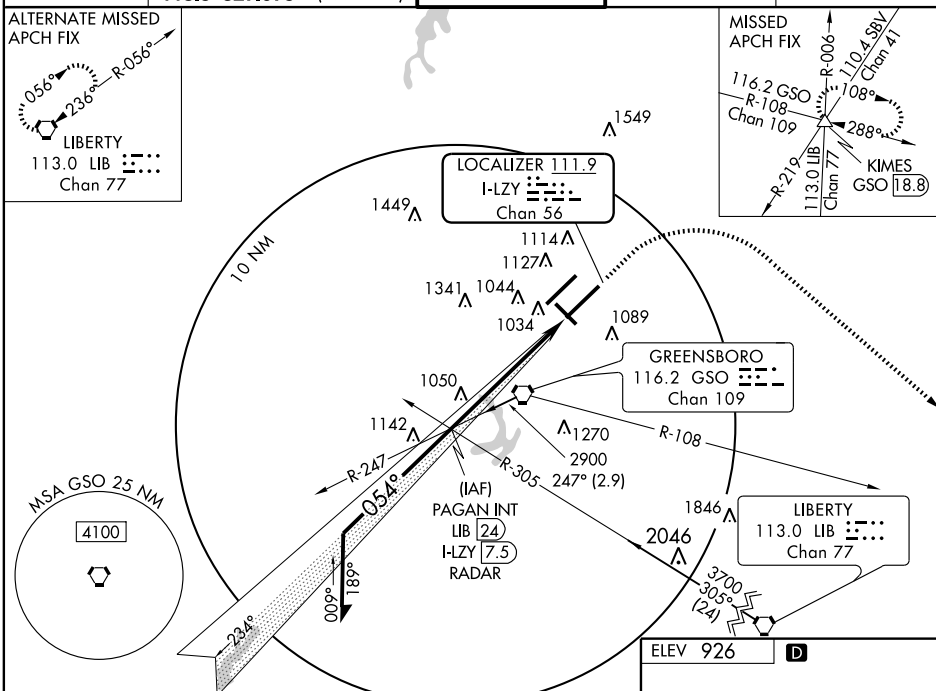 ALTERNATE MISSED
APCH FIX
056°
236°
R-056°
LIBERTY
113.0 LIB
Chan 77
MISSED
APCH FIX
R-006
110.4 SBV
Chan 41
116.2 GSO
R-108
Chan 109
108°
288°
R-219
113.0 LIB
Chan 77
KIMES
GSO 18.8
1549
LOCALIZER 111.9
I-LZY
Chan 56
1449
10 NM
1114
1127
1341
1044
1034
1089
GREENSBORO
116.2 GSO
Chan 109
1050
1142
1270
R-108
R-247
R-305
2900
247° (2.9)
054°
(IAF)
PAGAN INT
LIB 24
I-LZY 7.5
RADAR
MSA GSO 25 NM
4100
1846
2046
LIBERTY
113.0 LIB
Chan 77
009°
189°
234°
3700
305°
(24)
ELEV 926
D